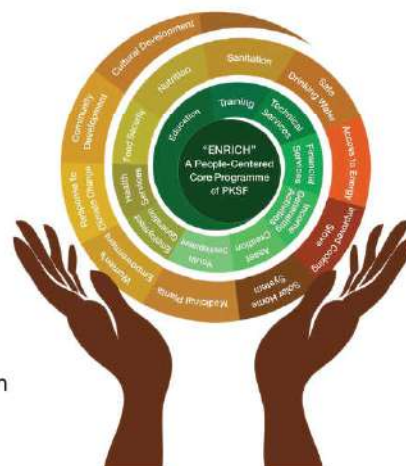 "ENRICH"
A People-Centered
Core Programme
of PKSF
Education
Training
Technical
Services
Financial
Services
Income
Generating
Activities
Asset
Creation
Youth
Development
Employment
Generation
Health
Services
Food Security
Nutrition
Sanitation
Safe
Drinking Water
Access to Energy
Improved Cooking
Stove
Solar Home
System
Medicinal Plants
Women's
Empowerment
Response to
Climate Change
Community
Development
Cultural Development